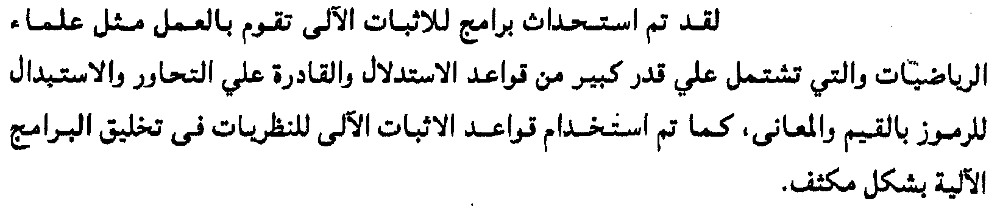 لقد تم استحداث برامج للاثبات الآلى تقوم بالعمل مثل علماء
الرياضيّات والتي تشتمل علي قدر كبير من قواعد الاستدلال والقادرة علي التحاور والاستبدال
للرموز بالقيم والمعانى، كما تم استخدام قواعد الاثبات الآلى للنظريات فى تخليق البرامج
الآلية بشكل مكثف.